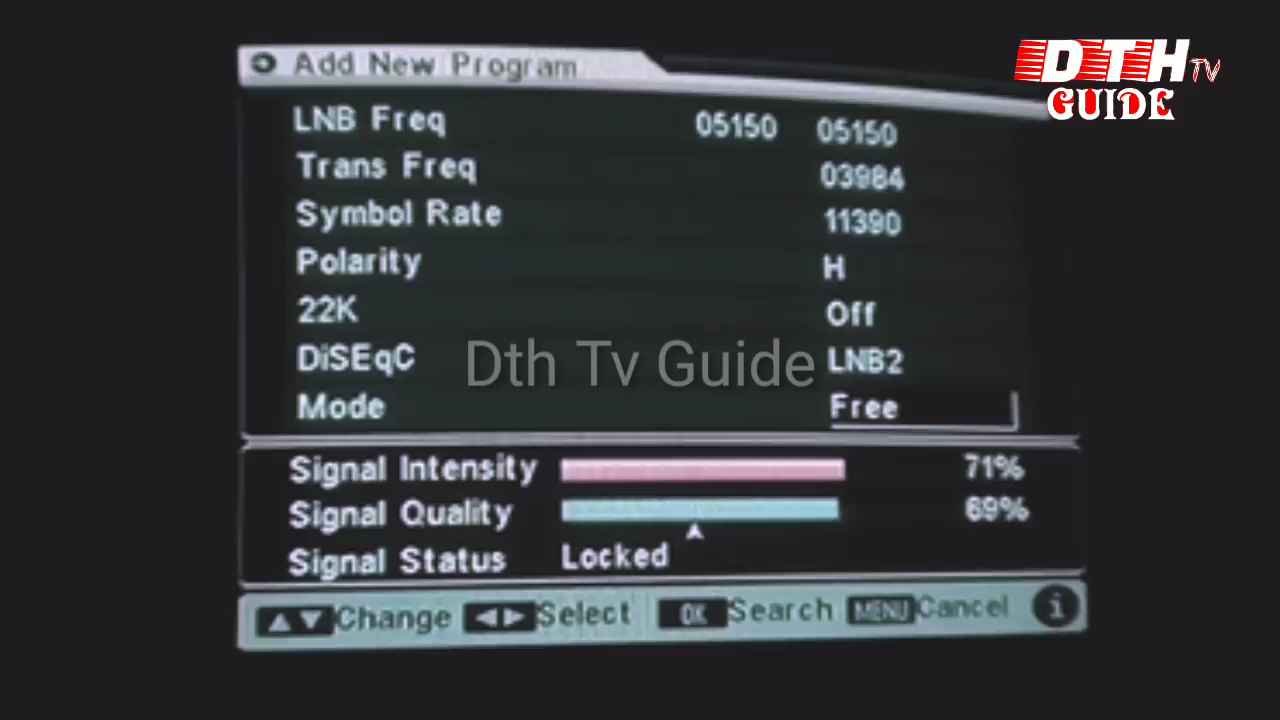 Add New Program
DTH TV
GUIDE
LNB Freq 05150 05150
Trans Freq 03984
Symbol Rate 11390
Polarity H
22K Off
DiSEqC LNB2
Dth Tv Guide
Mode Free
Signal Intensity 71%
Signal Quality 69%
Signal Status Locked
Change Select OK Search MENU Cancel i